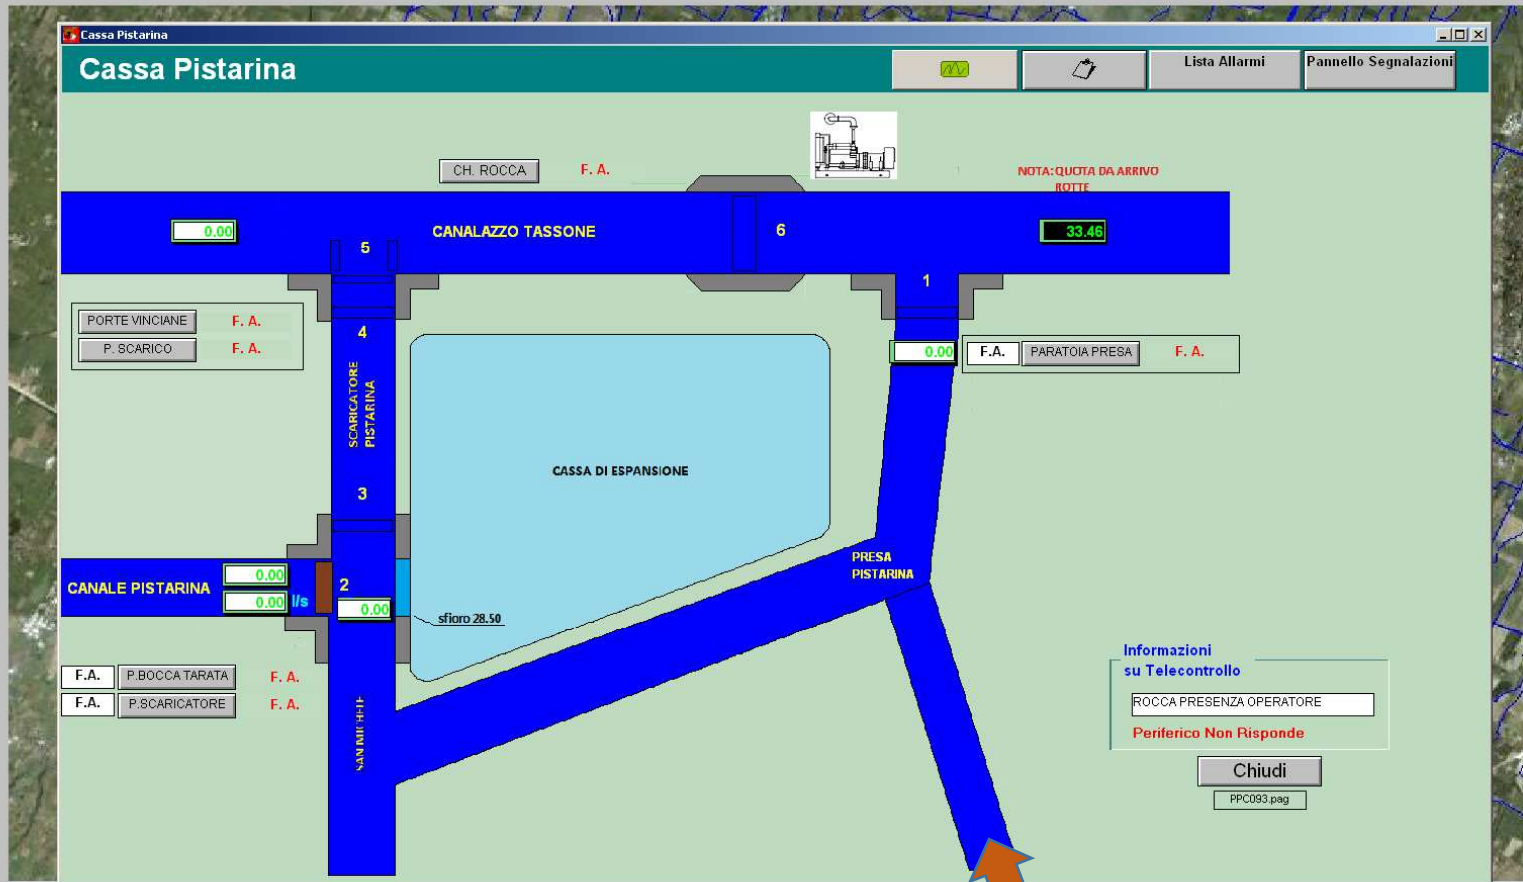 Cassa Pistarina
Cassa Pistarina
Lista Allarmi
Pannello Segnalazioni
CH. ROCCA
F. A.
NOTA:QUOTA DA ARRIVO
ROTTE
0.00
CANALAZZO TASSONE
6
33.46
5
1
PORTE VINCIANE
F. A.
P. SCARICO
F. A.
4
0.00
F.A.
PARATOIA PRESA
F. A.
SCARICATORE
PISTARINA
CASSA DI ESPANSIONE
3
PRESA
PISTARINA
CANALE PISTARINA
0.00
0.00 l/s
2
0.00
sfioro 28.50
F.A.
P.BOCCA TARATA
F. A.
F.A.
P.SCARICATORE
F. A.
SAN MICHELE
Informazioni
su Telecontrollo
ROCCA PRESENZA OPERATORE
Periferico Non Risponde
Chiudi
PPC093.pag